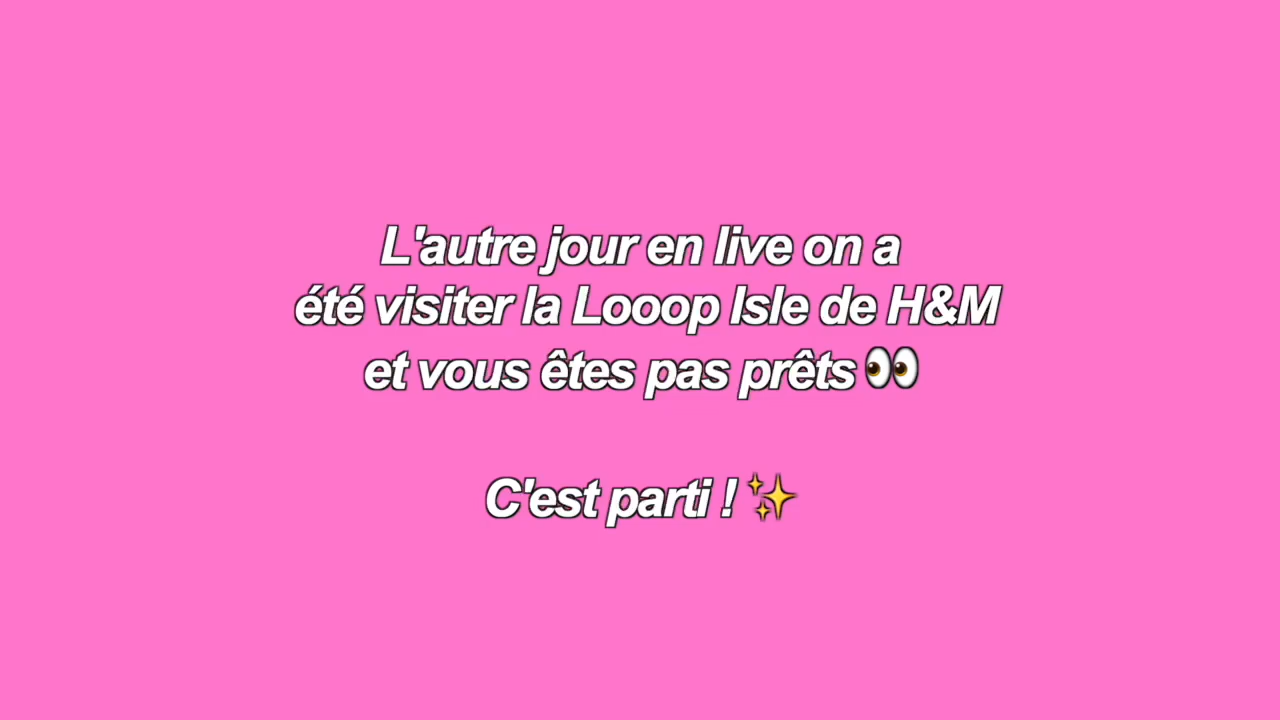 L'autre jour en live on a
été visiter la Looop Isle de H&M
et vous êtes pas prêts 👀
C'est parti ! ✨